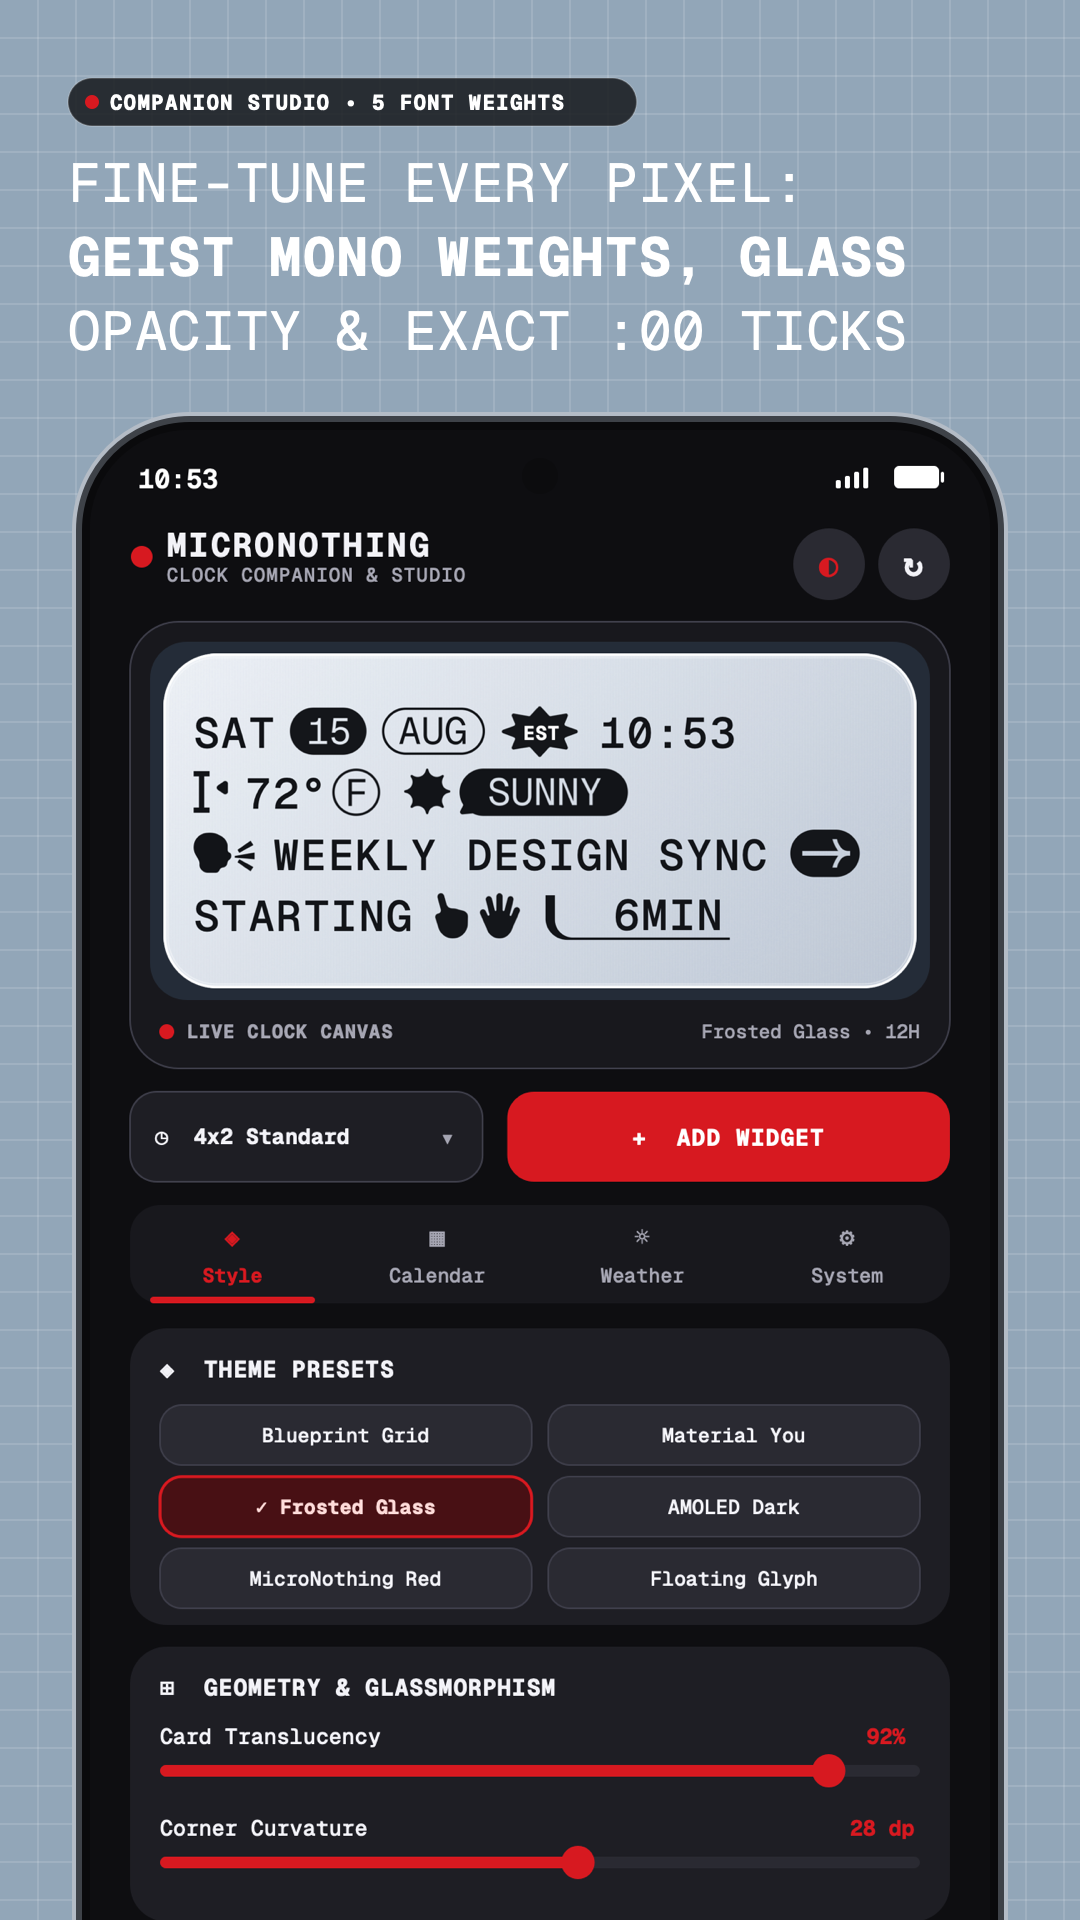 COMPANION STUDIO • 5 FONT WEIGHTS
FINE-TUNE EVERY PIXEL:
GEIST MONO WEIGHTS, GLASS
OPACITY & EXACT :00 TICKS
10:53
MICRONOTHING
CLOCK COMPANION & STUDIO
SAT 15 AUG EST 10:53
72° F SUNNY
WEEKLY DESIGN SYNC →
STARTING 6MIN
LIVE CLOCK CANVAS
Frosted Glass • 12H
4x2 Standard
+ ADD WIDGET
Style
Calendar
Weather
System
THEME PRESETS
Blueprint Grid
Material You
✓ Frosted Glass
AMOLED Dark
MicroNothing Red
Floating Glyph
GEOMETRY & GLASSMORPHISM
Card Translucency 92%
Corner Curvature 28 dp